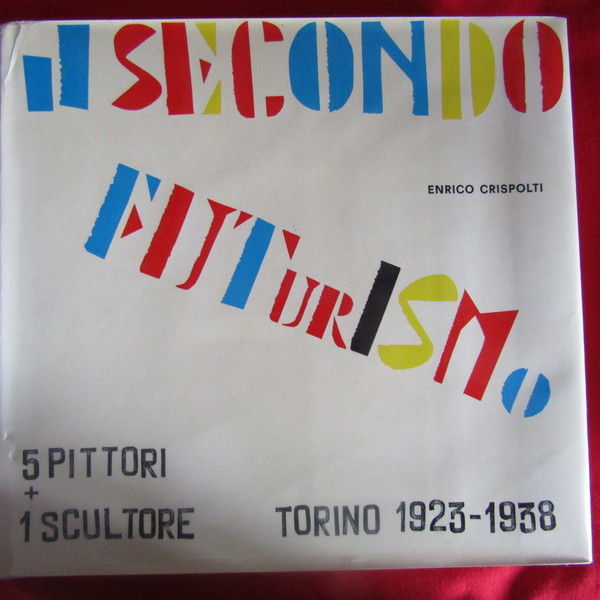 IL SECONDO
ENRICO CRISPOLTI
FUTURISMO
5 PITTORI
+
1 SCULTORE
TORINO 1923-1938